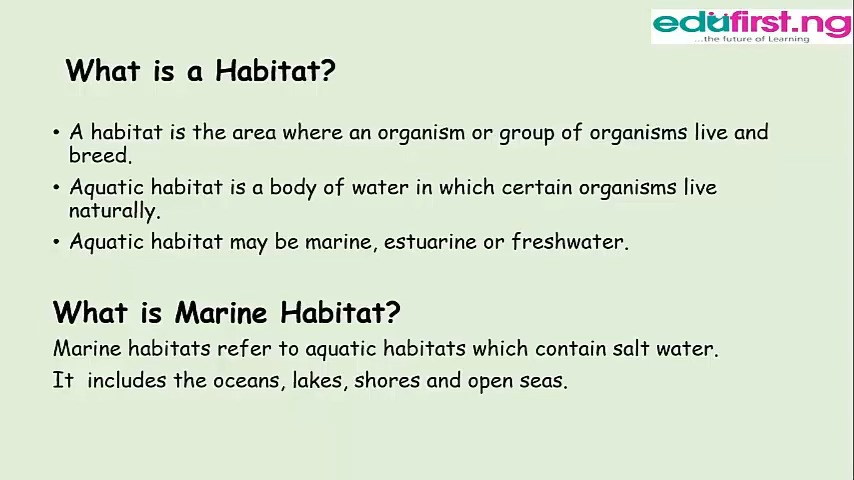 edufirst.ng
...the future of Learning
What is a Habitat?
• A habitat is the area where an organism or group of organisms live and
breed.
• Aquatic habitat is a body of water in which certain organisms live
naturally.
• Aquatic habitat may be marine, estuarine or freshwater.
What is Marine Habitat?
Marine habitats refer to aquatic habitats which contain salt water.
It includes the oceans, lakes, shores and open seas.